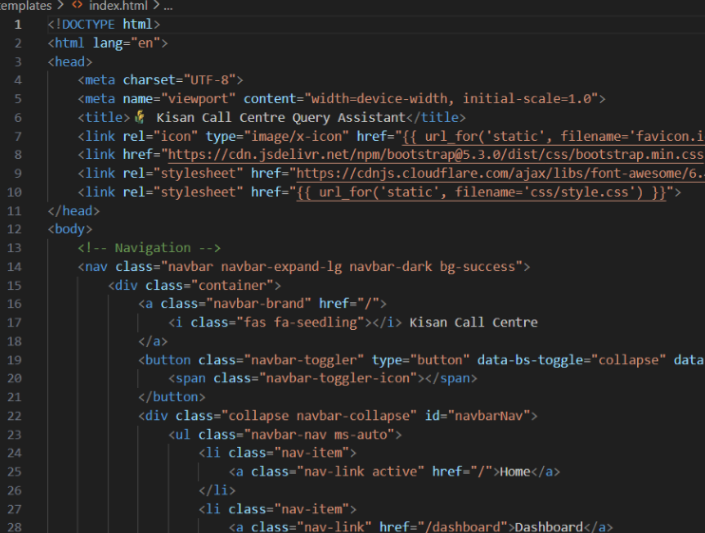 templates > <> index.html > ...
1 <!DOCTYPE html>
2 <html lang="en">
3 <head>
4     <meta charset="UTF-8">
5     <meta name="viewport" content="width=device-width, initial-scale=1.0">
6     <title>🌾 Kisan Call Centre Query Assistant</title>
7     <link rel="icon" type="image/x-icon" href="{{ url_for('static', filename='favicon.i
8     <link href="https://cdn.jsdelivr.net/npm/bootstrap@5.3.0/dist/css/bootstrap.min.css
9     <link rel="stylesheet" href="https://cdnjs.cloudflare.com/ajax/libs/font-awesome/6.
10     <link rel="stylesheet" href="{{ url_for('static', filename='css/style.css') }}">
11 </head>
12 <body>
13     <!-- Navigation -->
14     <nav class="navbar navbar-expand-lg navbar-dark bg-success">
15         <div class="container">
16             <a class="navbar-brand" href="/">
17                 <i class="fas fa-seedling"></i> Kisan Call Centre
18             </a>
19             <button class="navbar-toggler" type="button" data-bs-toggle="collapse" data
20                 <span class="navbar-toggler-icon"></span>
21             </button>
22             <div class="collapse navbar-collapse" id="navbarNav">
23                 <ul class="navbar-nav ms-auto">
24                     <li class="nav-item">
25                         <a class="nav-link active" href="/">Home</a>
26                     </li>
27                     <li class="nav-item">
28                         <a class="nav-link" href="/dashboard">Dashboard</a>